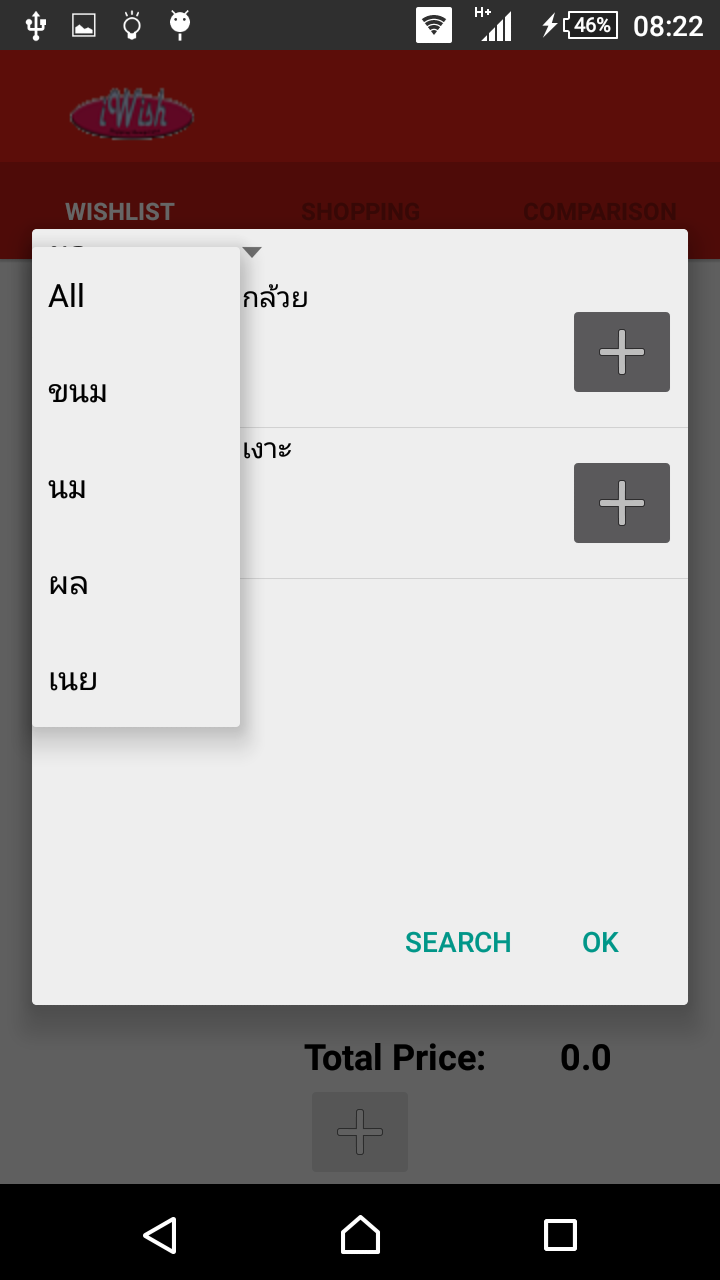 H+
46%
08:22
iWish
WISHLIST
SHOPPING
COMPARISON
All
กล้วย
ขนม
เงาะ
นม
ผล
เนย
SEARCH
OK
Total Price:
0.0